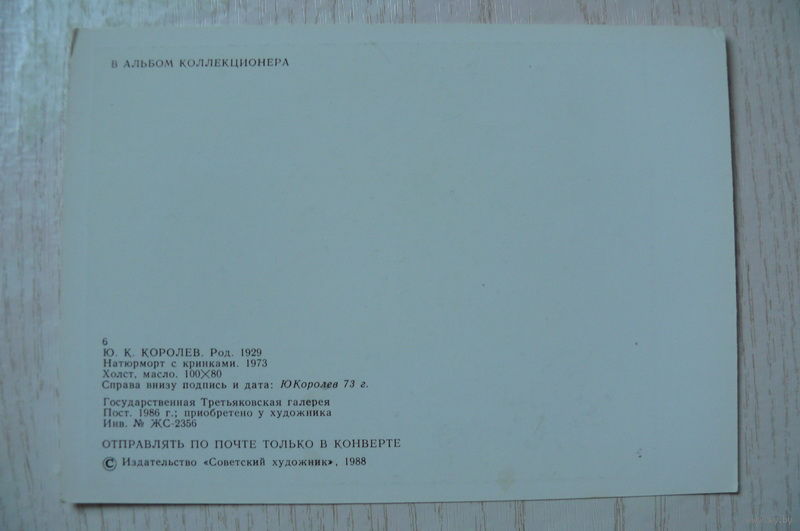 В АЛЬБОМ КОЛЛЕКЦИОНЕРА
6
Ю. К. КОРОЛЕВ. Род. 1929
Натюрморт с кринками. 1973
Холст, масло. 100×80
Справа внизу подпись и дата: ЮКоролев 73 г.
Государственная Третьяковская галерея
Пост. 1986 г.; приобретено у художника
Инв. № ЖС-2356
ОТПРАВЛЯТЬ ПО ПОЧТЕ ТОЛЬКО В КОНВЕРТЕ
© Издательство «Советский художник», 1988